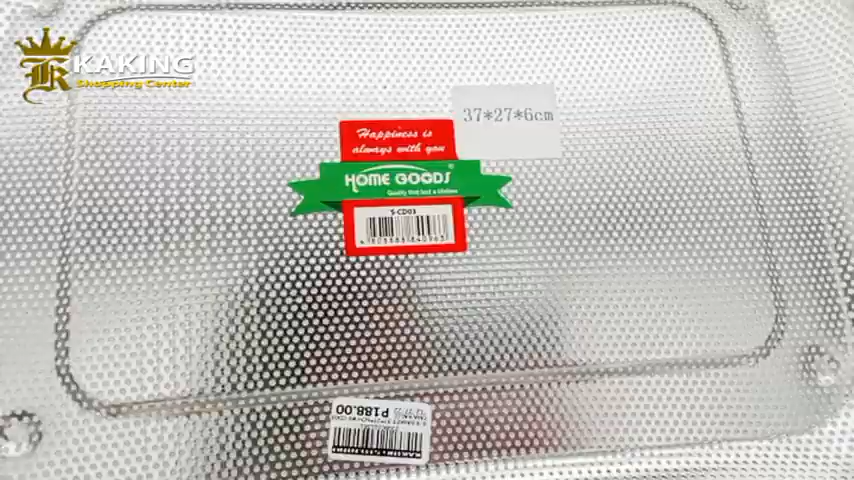 KAKING
Shopping Center
37*27*6cm
Happiness is
always with you
HOME GOODS®
Quality that last a lifetime
S-CD03
P188.00